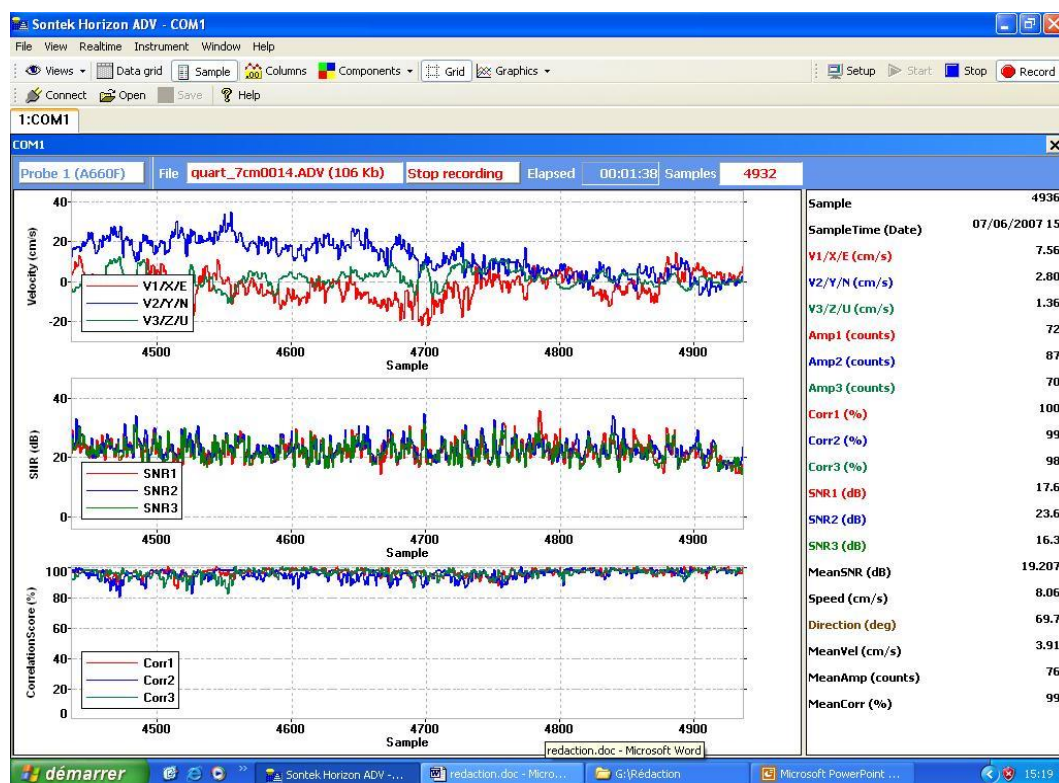 Sontek Horizon ADV - COM1
File View Realtime Instrument Window Help
Views Data grid Sample Columns Components Grid Graphics Setup Start Stop Record
Connect Open Save Help
1:COM1
COM1
Probe 1 (A660F) File quart_7cm0014.ADV (106 Kb) Stop recording Elapsed 00:01:38 Samples 4932
Velocity (cm/s)
40
20
0
-20
V1/X/E
V2/Y/N
V3/Z/U
4500 4600 4700 4800 4900
Sample
SNR (dB)
40
20
0
SNR1
SNR2
SNR3
4500 4600 4700 4800 4900
Sample
CorrelationScore (%)
100
80
60
40
20
0
Corr1
Corr2
Corr3
4500 4600 4700 4800 4900
Sample
Sample 4936
SampleTime (Date) 07/06/2007 15
V1/X/E (cm/s) 7.56
V2/Y/N (cm/s) 2.80
V3/Z/U (cm/s) 1.36
Amp1 (counts) 72
Amp2 (counts) 87
Amp3 (counts) 70
Corr1 (%) 100
Corr2 (%) 99
Corr3 (%) 98
SNR1 (dB) 17.6
SNR2 (dB) 23.6
SNR3 (dB) 16.3
MeanSNR (dB) 19.207
Speed (cm/s) 8.06
Direction (deg) 69.7
MeanVel (cm/s) 3.91
MeanAmp (counts) 76
MeanCorr (%) 99
redaction.doc - Microsoft Word
démarrer Sontek Horizon ADV -... redaction.doc - Micro... G:\Rédaction Microsoft PowerPoint ... 15:19